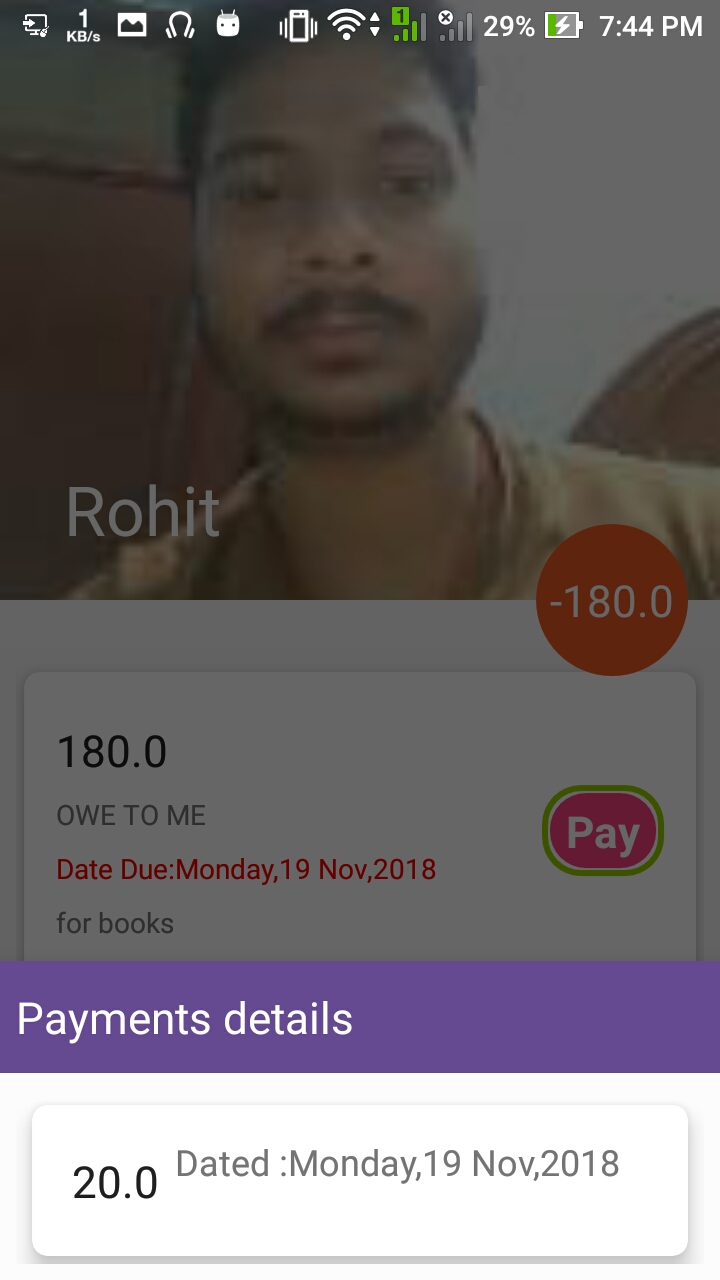 1 KB/s 1 29% 7:44 PM
Rohit
-180.0
180.0
OWE TO ME
Date Due:Monday,19 Nov,2018
Pay
for books
Payments details
20.0 Dated :Monday,19 Nov,2018